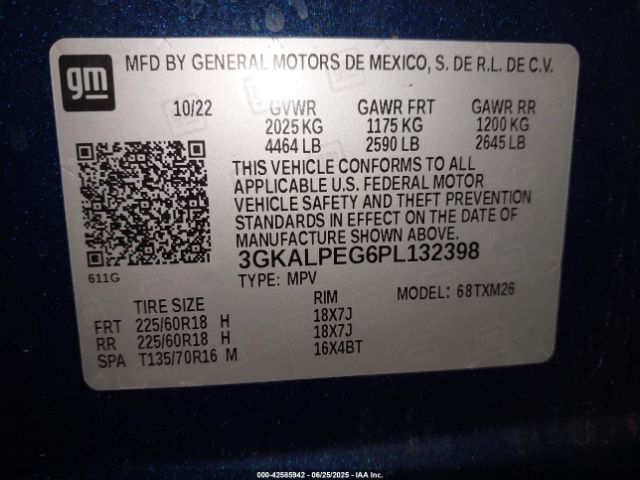 gm
MFD BY GENERAL MOTORS DE MEXICO, S. DE R.L. DE C.V.
10/22 GVWR GAWR FRT GAWR RR
2025 KG 1175 KG 1200 KG
4464 LB 2590 LB 2645 LB
THIS VEHICLE CONFORMS TO ALL
APPLICABLE U.S. FEDERAL MOTOR
VEHICLE SAFETY AND THEFT PREVENTION
STANDARDS IN EFFECT ON THE DATE OF
MANUFACTURE SHOWN ABOVE.
3GKALPEG6PL132398
611G
TYPE: MPV
MODEL: 68TXM26
TIRE SIZE RIM
FRT 225/60R18 H 18X7J
RR 225/60R18 H 18X7J
SPA T135/70R16 M 16X4BT
000-42585942 - 06/25/2025 - IAA, Inc.